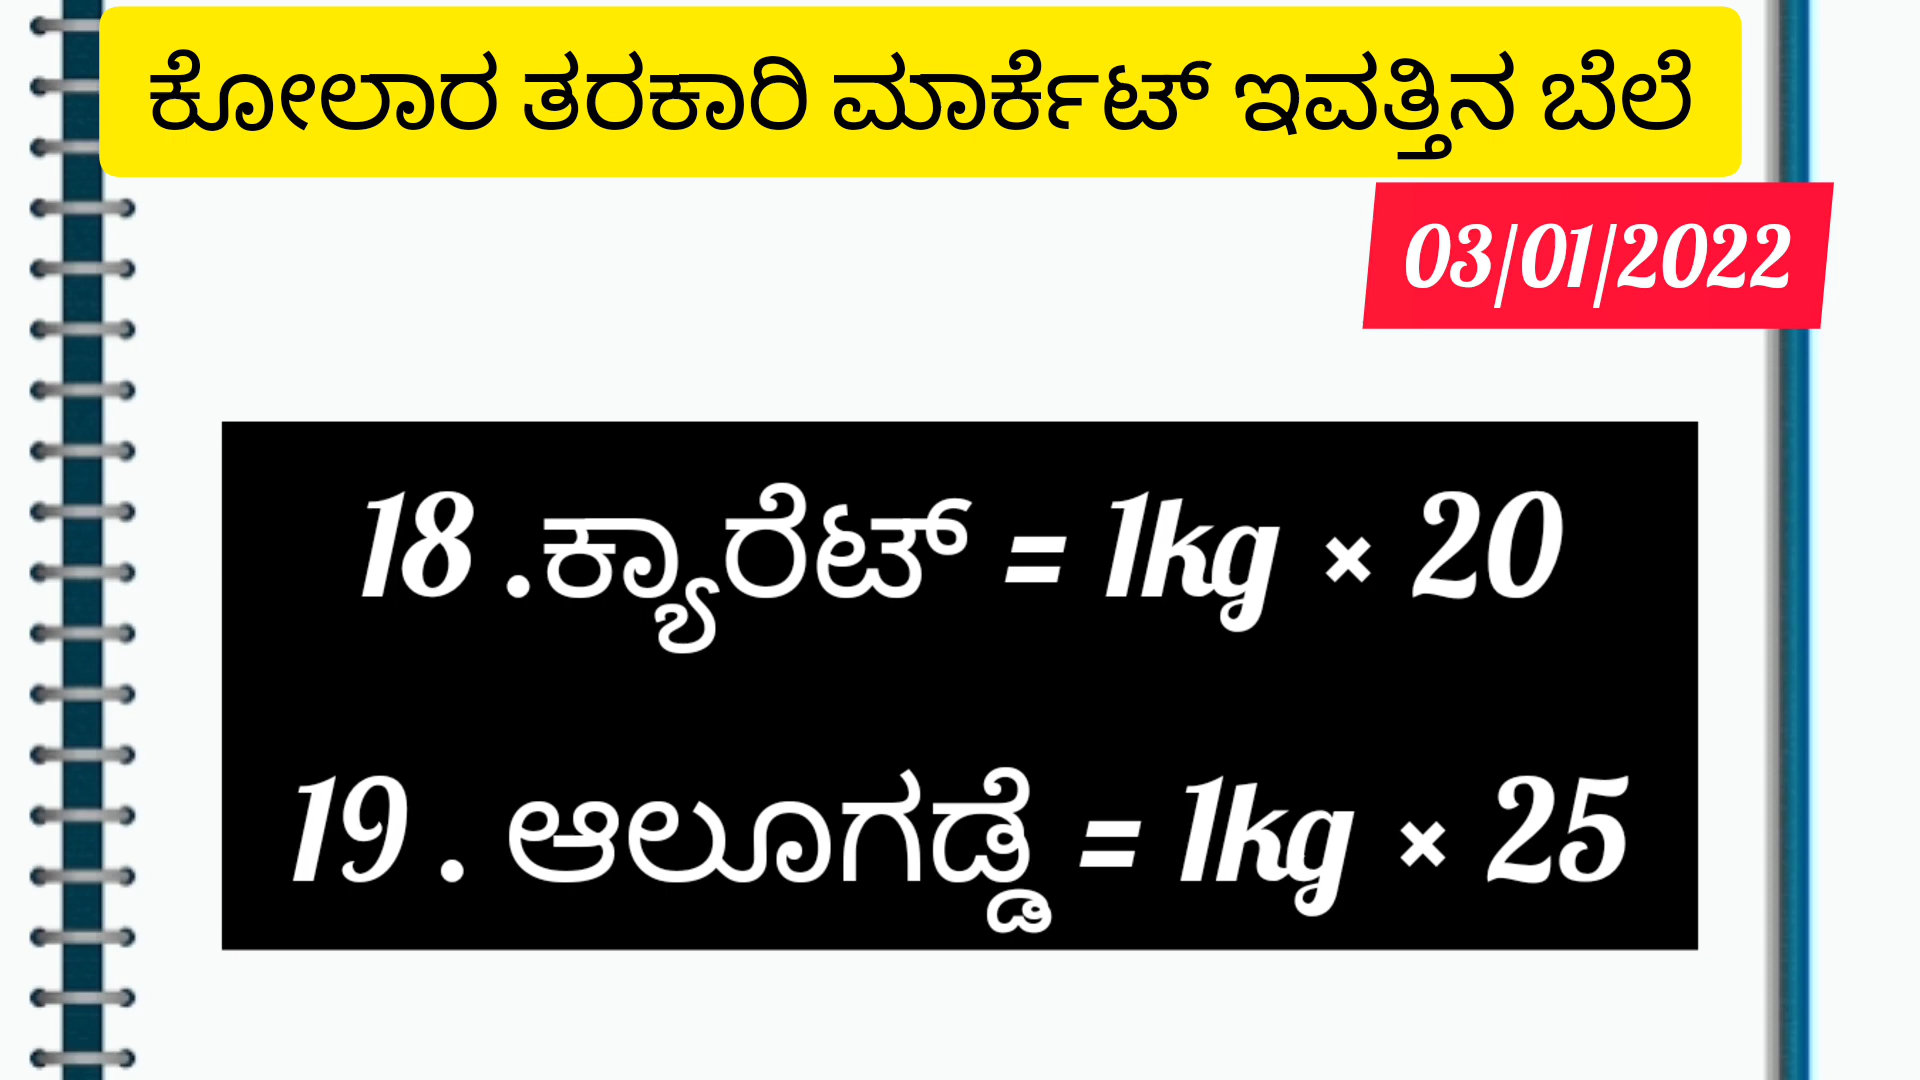 ಕೋಲಾರ ತರಕಾರಿ ಮಾರ್ಕೆಟ್ ಇವತ್ತಿನ ಬೆಲೆ
03/01/2022
18 .ಕ್ಯಾರೆಟ್ = 1kg × 20
19 . ಆಲೂಗಡ್ಡೆ = 1kg × 25